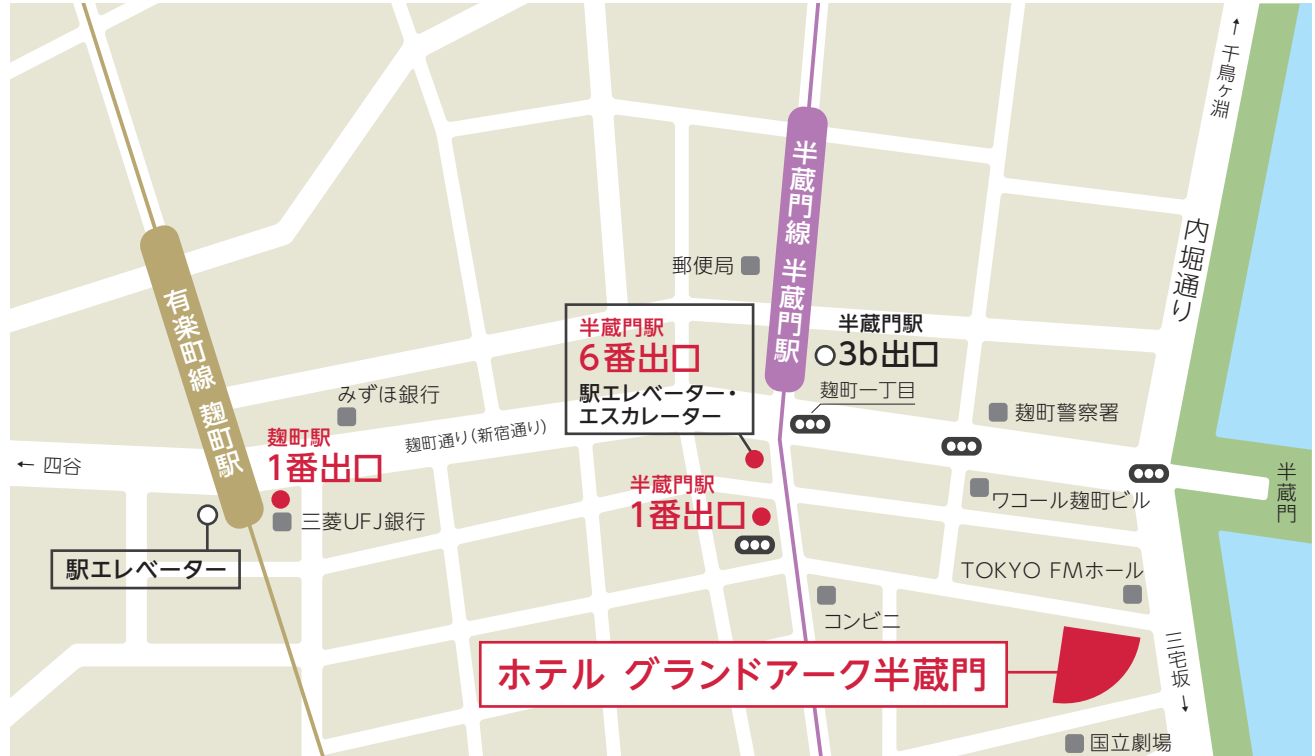 ↑ 千鳥ヶ淵
内堀通り
半蔵門線 半蔵門駅
郵便局
有楽町線 麹町駅
半蔵門駅
6番出口
駅エレベーター・
エスカレーター
半蔵門駅
3b出口
麹町一丁目
みずほ銀行
麹町警察署
麹町通り(新宿通り)
麹町駅
1番出口
← 四谷
半蔵門
半蔵門駅
1番出口
ワコール麹町ビル
三菱UFJ銀行
駅エレベーター
TOKYO FMホール
コンビニ
ホテル グランドアーク半蔵門
三宅坂 →
国立劇場